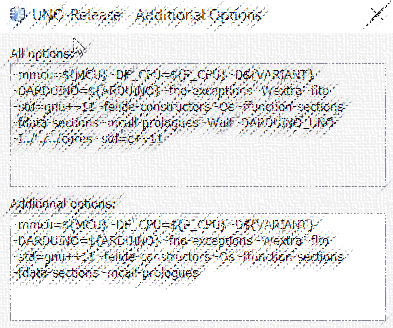 UNO-Release - Additional Options
All options:
-mmcu=${MCU} -DF_CPU=${F_CPU} -D${VARIANT}
-DARDUINO=${ARDUINO} -fno-exceptions -Wextra -flto
-std=gnu++11 -felide-constructors -Os -ffunction-sections
-fdata-sections -mcall-prologues -Wall -DARDUINO_UNO
-I../../../cores -std=c++11
Additional options:
-mmcu=${MCU} -DF_CPU=${F_CPU} -D${VARIANT}
-DARDUINO=${ARDUINO} -fno-exceptions -Wextra -flto
-std=gnu++11 -felide-constructors -Os -ffunction-sections
-fdata-sections -mcall-prologues